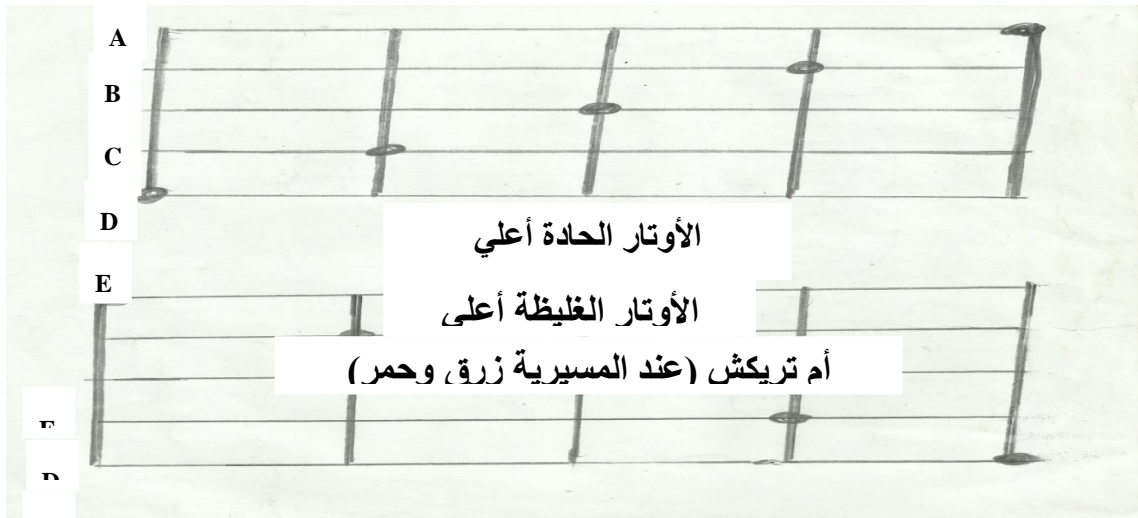 A
B
C
D
الأوتار الحادة أعلي
E
الأوتار الغليظة أعلى
أم تريكش (عند المسيرية زرق وحمر)